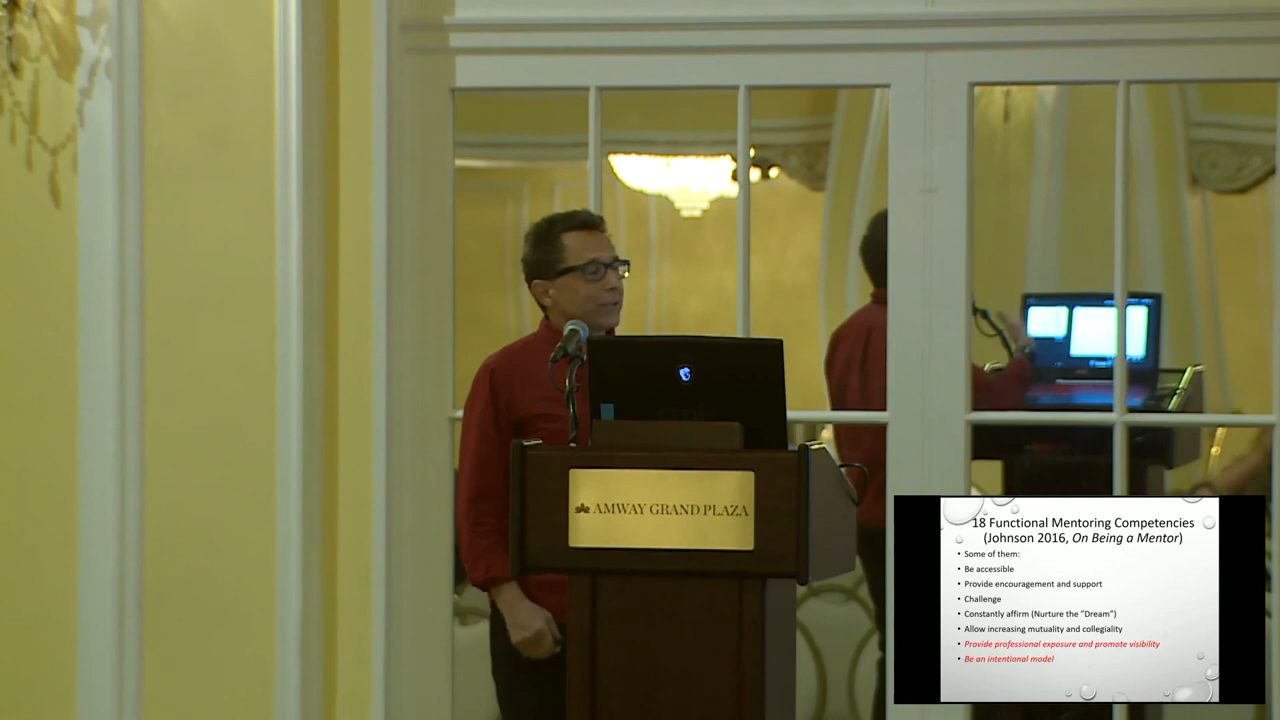 AMWAY GRAND PLAZA
18 Functional Mentoring Competencies
(Johnson 2016, On Being a Mentor)
• Some of them:
• Be accessible
• Provide encouragement and support
• Challenge
• Constantly affirm (Nurture the "Dream")
• Allow increasing mutuality and collegiality
• Provide professional exposure and promote visibility
• Be an intentional model